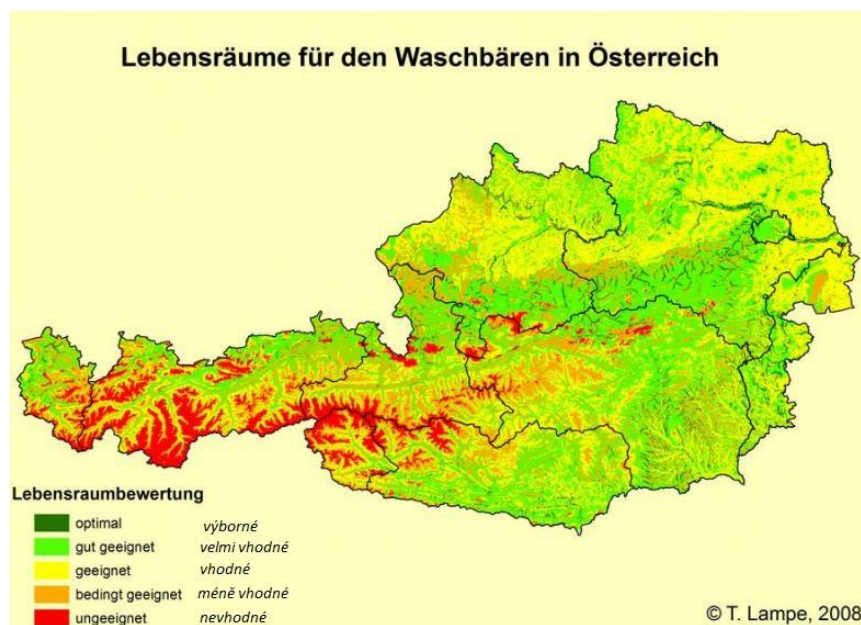 Lebensräume für den Waschbären in Österreich
Lebensraumbewertung
optimal výborné
gut geeignet velmi vhodné
geeignet vhodné
bedingt geeignet méně vhodné
ungeeignet nevhodné
© T. Lampe, 2008